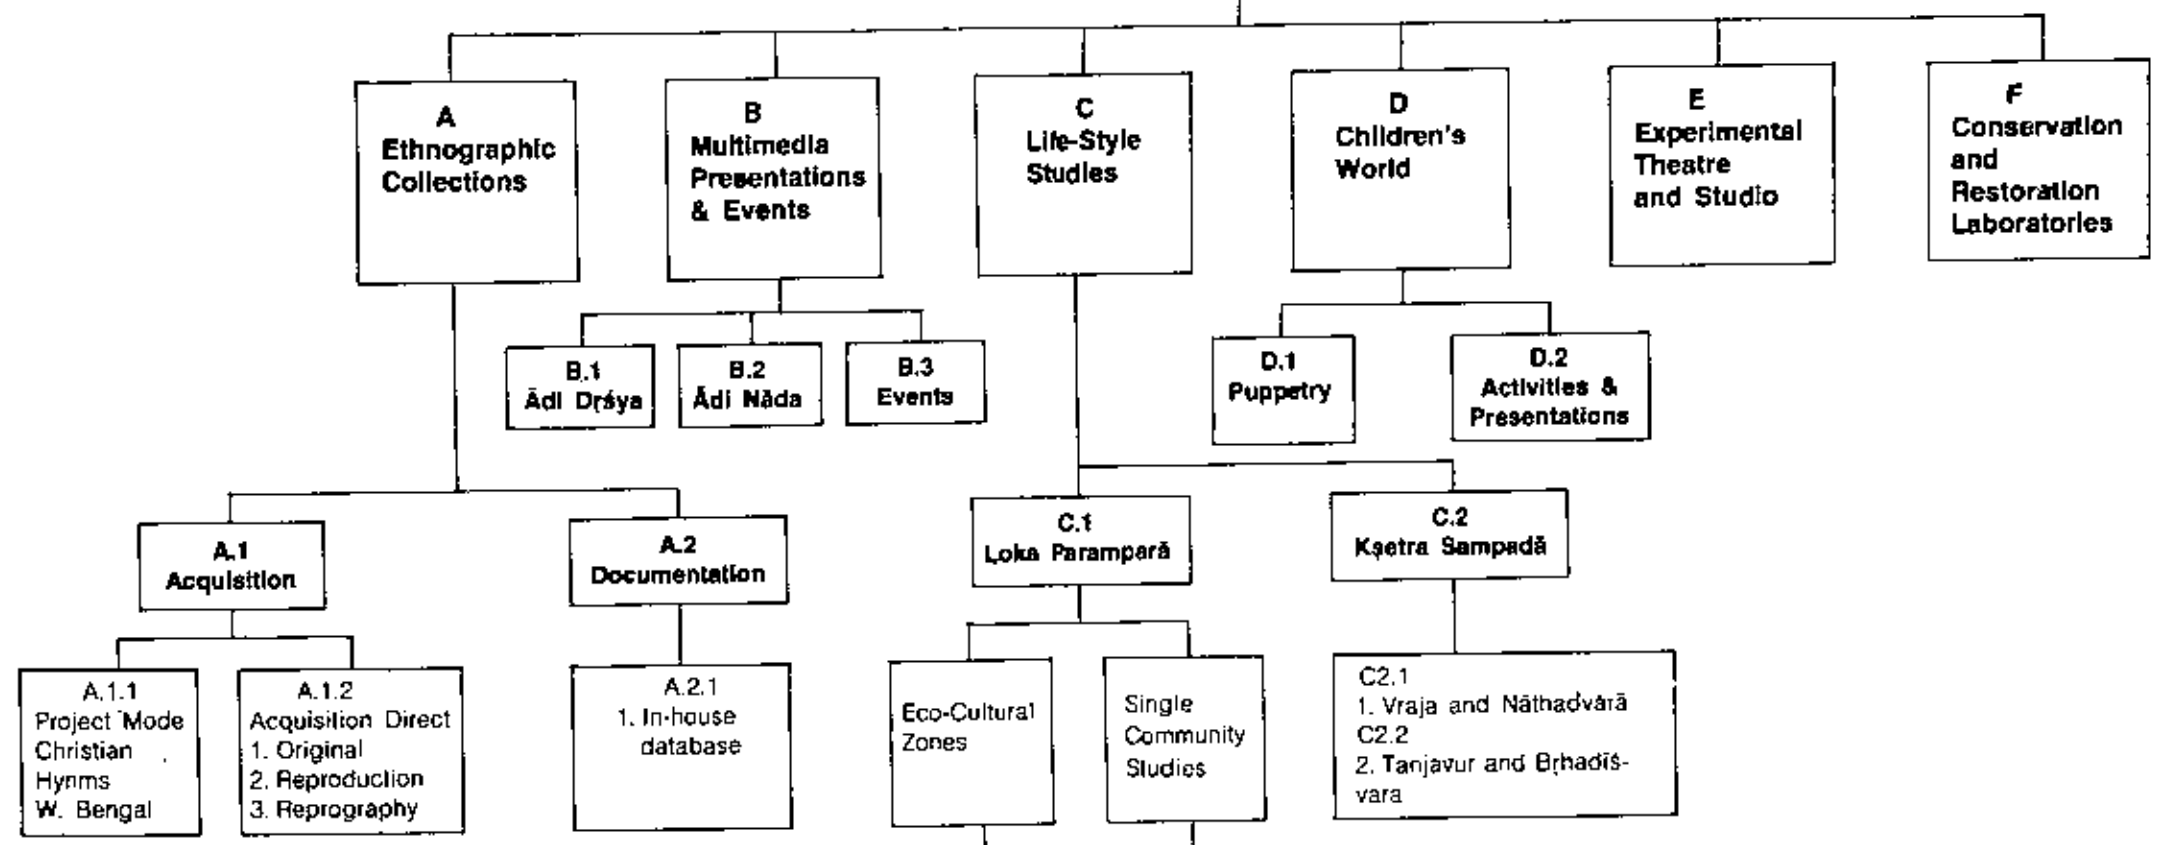 A
Ethnographic
Collections
B
Multimedia
Presentations
& Events
C
Life-Style
Studies
D
Children's
World
E
Experimental
Theatre
and Studio
F
Conservation
and
Restoration
Laboratories
B.1
Ādi Dṛśya
B.2
Ādi Nāda
B.3
Events
D.1
Puppetry
D.2
Activities &
Presentations
A.1
Acquisition
A.2
Documentation
C.1
Loka Paramparā
C.2
Kṣetra Sampadā
A.1.1
Project Mode
Christian
Hynms
W. Bengal
A.1.2
Acquisition Direct
1. Original
2. Reproduction
3. Reprography
A.2.1
1. In-house
database
Eco-Cultural
Zones
Single
Community
Studies
C2.1
1. Vraja and Nāthadvārā
C2.2
2. Tanjavur and Bṛhadīś-
vara